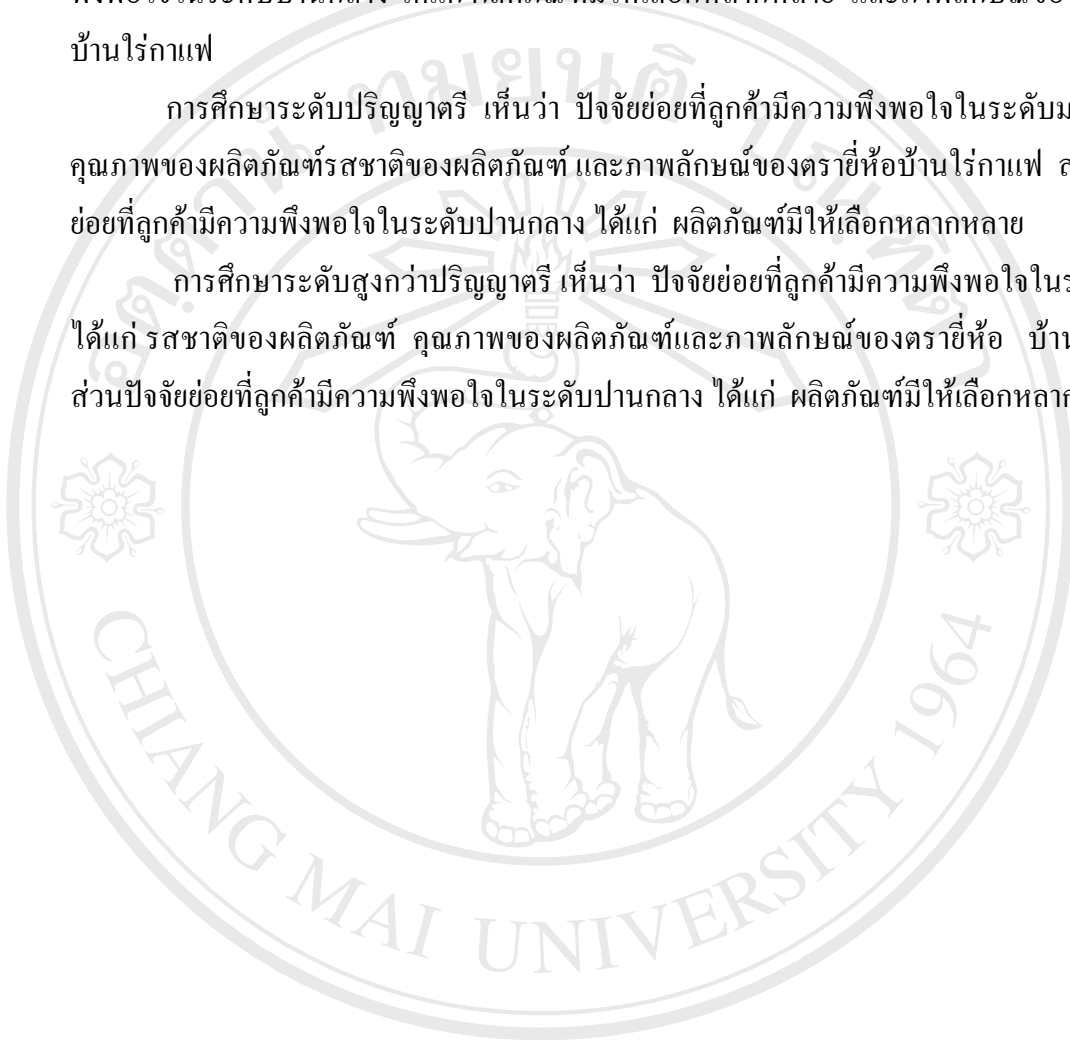 บ้านไร่กาแฟ
การศึกษาระดับปริญญาตรี เห็นว่า ปัจจัยย่อยที่ลูกค้ามีความพึงพอใจในระดับม
คุณภาพของผลิตภัณฑ์รสชาติของผลิตภัณฑ์ และภาพลักษณ์ของตรายี่ห้อบ้านไร่กาแฟ ส
ย่อยที่ลูกค้ามีความพึงพอใจในระดับปานกลาง ได้แก่ ผลิตภัณฑ์มีให้เลือกหลากหลาย
การศึกษาระดับสูงกว่าปริญญาตรี เห็นว่า ปัจจัยย่อยที่ลูกค้ามีความพึงพอใจในร
ได้แก่ รสชาติของผลิตภัณฑ์ คุณภาพของผลิตภัณฑ์และภาพลักษณ์ของตรายี่ห้อ บ้าน
ส่วนปัจจัยย่อยที่ลูกค้ามีความพึงพอใจในระดับปานกลาง ได้แก่ ผลิตภัณฑ์มีให้เลือกหลาก
CHIANG MAI UNIVERSITY 1964